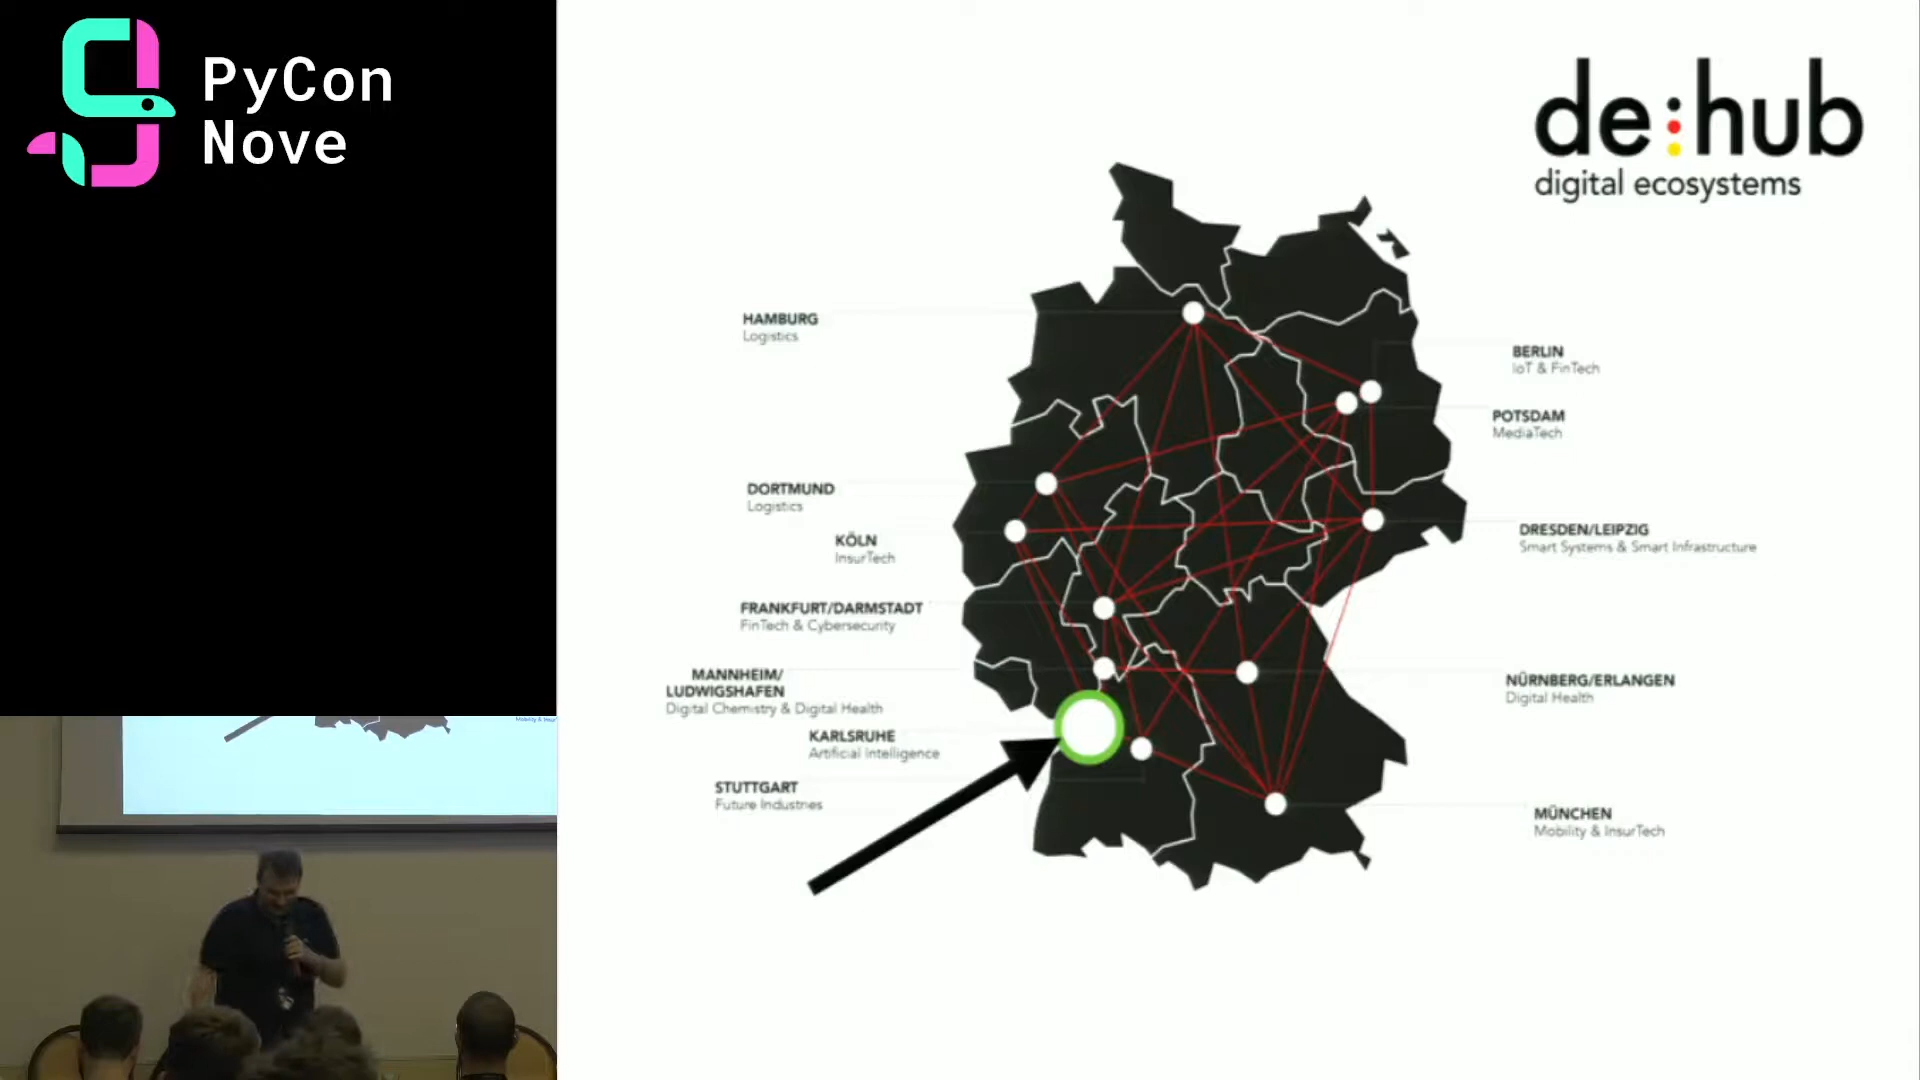 PyCon
Nove
de:hub
digital ecosystems
HAMBURG
Logistics
BERLIN
IoT & FinTech
POTSDAM
MediaTech
DORTMUND
Logistics
KÖLN
InsurTech
DRESDEN/LEIPZIG
Smart Systems & Smart Infrastructure
FRANKFURT/DARMSTADT
FinTech & Cybersecurity
MANNHEIM/
LUDWIGSHAFEN
Digital Chemistry & Digital Health
NÜRNBERG/ERLANGEN
Digital Health
KARLSRUHE
Artificial Intelligence
STUTTGART
Future Industries
MÜNCHEN
Mobility & InsurTech